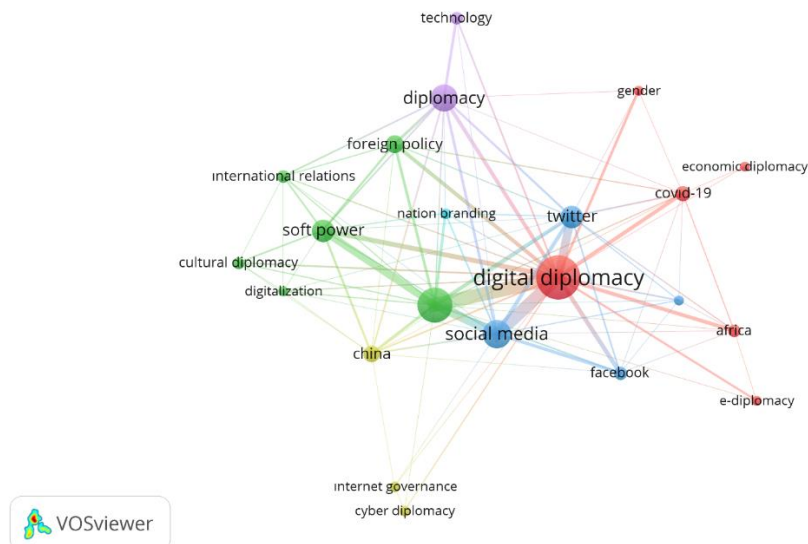 technology
diplomacy
gender
foreign policy
economic diplomacy
international relations
covid-19
nation branding
twitter
soft power
cultural diplomacy
digital diplomacy
digitalization
social media
africa
china
facebook
e-diplomacy
internet governance
cyber diplomacy
VOSviewer